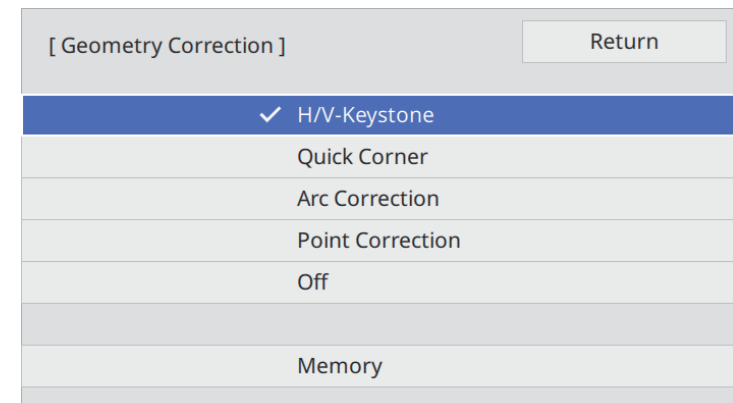 [ Geometry Correction ]
Return
H/V-Keystone
Quick Corner
Arc Correction
Point Correction
Off
Memory